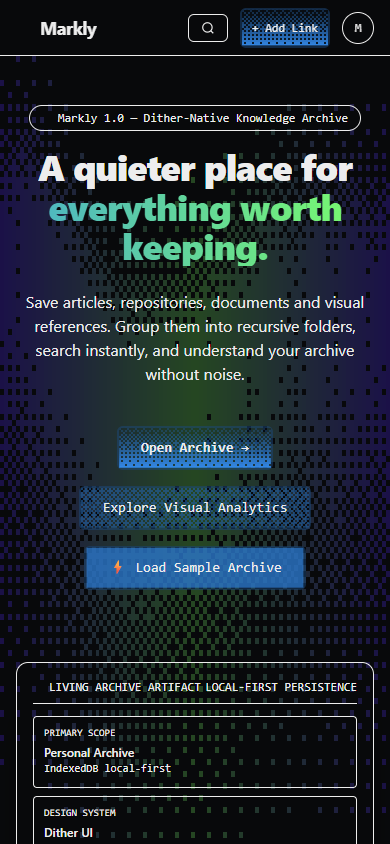 Markly
+ Add Link
M
Markly 1.0 — Dither-Native Knowledge Archive
A quieter place for
everything worth
keeping.
Save articles, repositories, documents and visual
references. Group them into recursive folders,
search instantly, and understand your archive
without noise.
Open Archive →
Explore Visual Analytics
Load Sample Archive
LIVING ARCHIVE ARTIFACT LOCAL-FIRST PERSISTENCE
PRIMARY SCOPE
Personal Archive
IndexedDB local-first
DESIGN SYSTEM
Dither UI